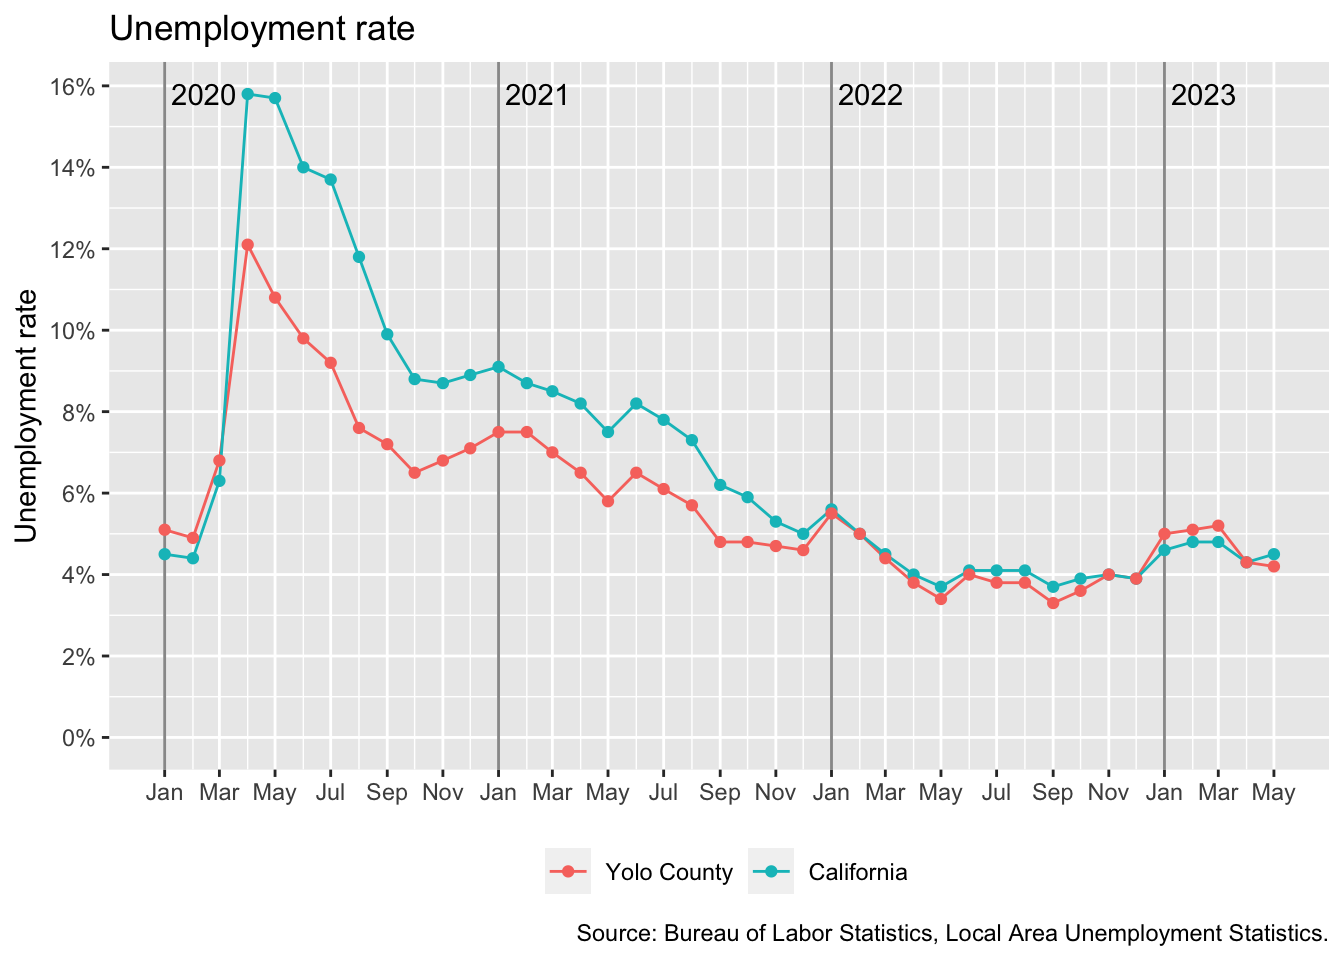 Unemployment rate
2020 2021 2022 2023
16%
14%
12%
10%
8%
6%
4%
2%
0%
Unemployment rate
Jan Mar May Jul Sep Nov Jan Mar May Jul Sep Nov Jan Mar May Jul Sep Nov Jan Mar May
Yolo County California
Source: Bureau of Labor Statistics, Local Area Unemployment Statistics.